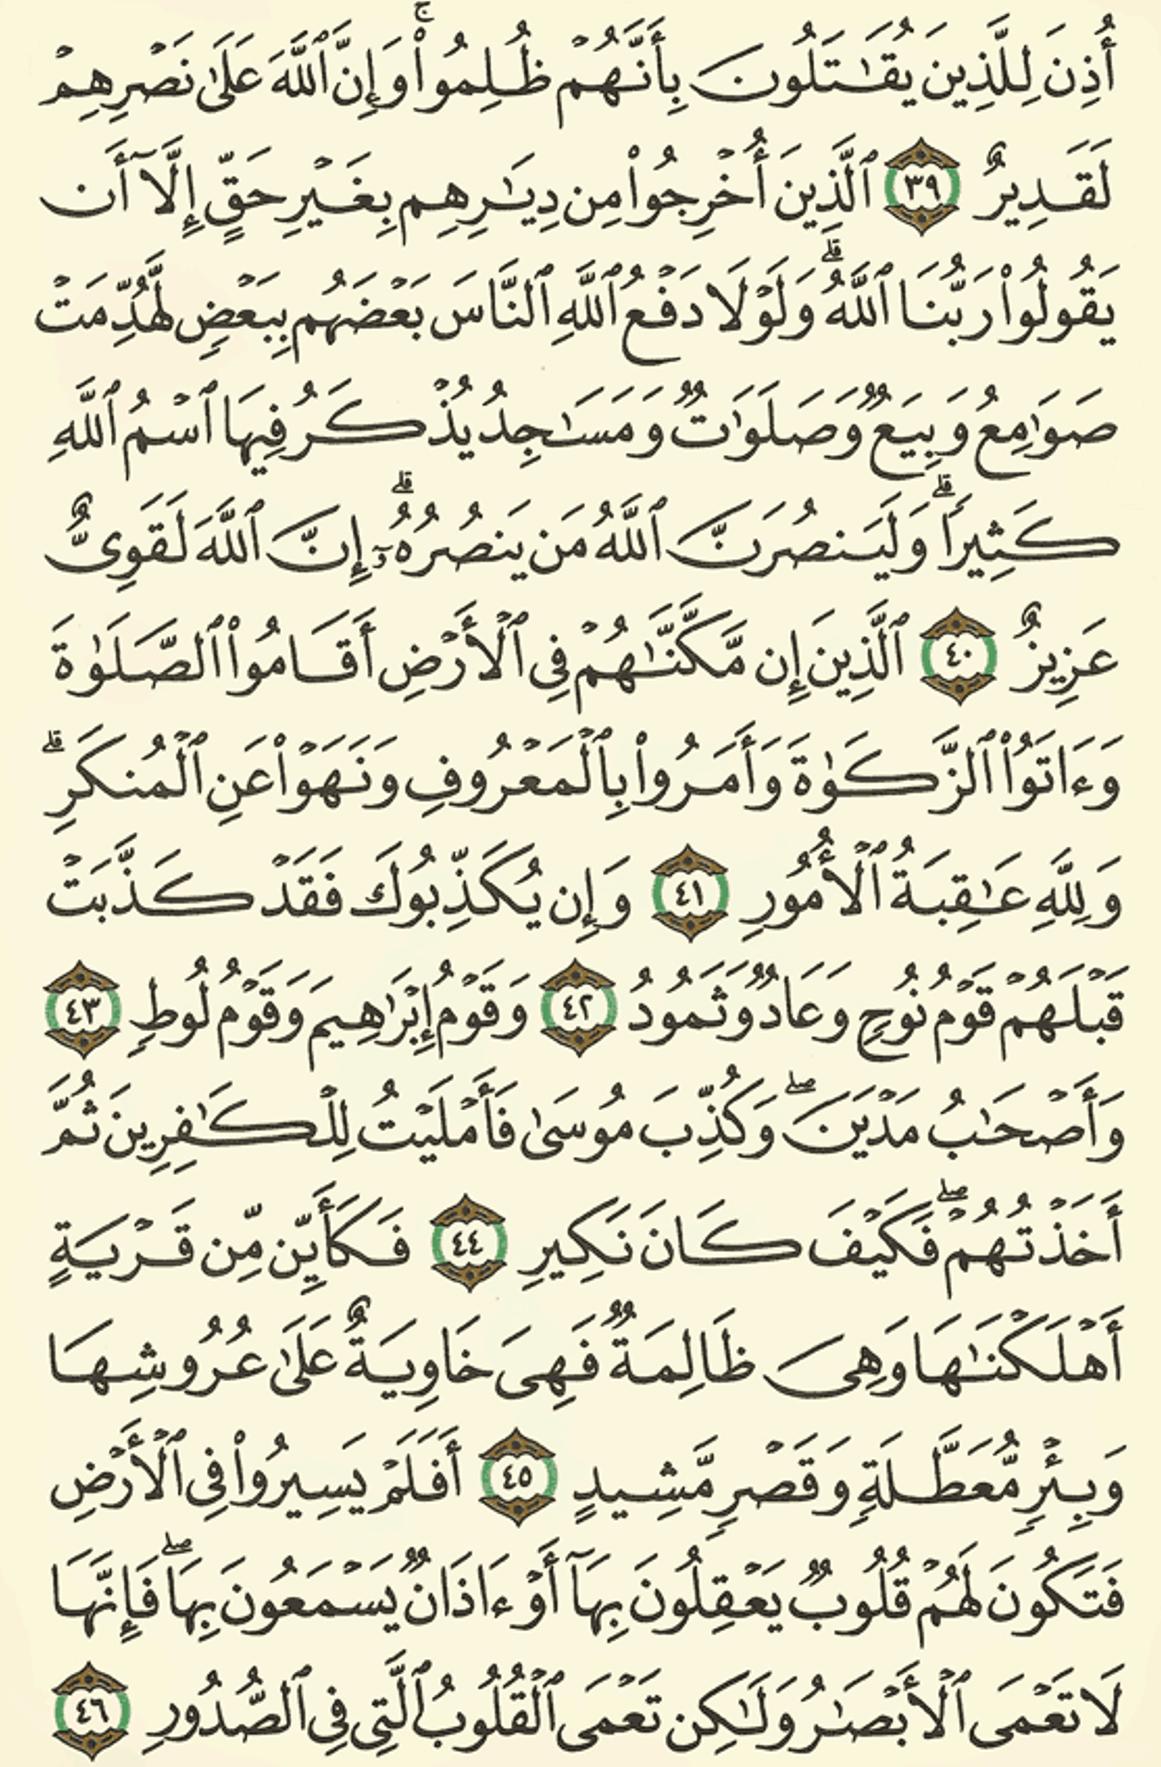 أُذِنَ لِلَّذِينَ يُقَٰتَلُونَ بِأَنَّهُمْ ظُلِمُوا۟ ۚ وَإِنَّ ٱللَّهَ عَلَىٰ نَصْرِهِمْ
لَقَدِيرٌ ٣٩ ٱلَّذِينَ أُخْرِجُوا۟ مِن دِيَٰرِهِم بِغَيْرِ حَقٍّ إِلَّآ أَن
يَقُولُوا۟ رَبُّنَا ٱللَّهُ ۗ وَلَوْلَا دَفْعُ ٱللَّهِ ٱلنَّاسَ بَعْضَهُم بِبَعْضٍ لَّهُدِّمَتْ
صَوَٰمِعُ وَبِيَعٌ وَصَلَوَٰتٌ وَمَسَٰجِدُ يُذْكَرُ فِيهَا ٱسْمُ ٱللَّهِ
كَثِيرًا ۗ وَلَيَنصُرَنَّ ٱللَّهُ مَن يَنصُرُهُۥٓ ۗ إِنَّ ٱللَّهَ لَقَوِىٌّ
عَزِيزٌ ٤٠ ٱلَّذِينَ إِن مَّكَّنَّٰهُمْ فِى ٱلْأَرْضِ أَقَامُوا۟ ٱلصَّلَوٰةَ
وَءَاتَوُا۟ ٱلزَّكَوٰةَ وَأَمَرُوا۟ بِٱلْمَعْرُوفِ وَنَهَوْا۟ عَنِ ٱلْمُنكَرِ ۗ
وَلِلَّهِ عَٰقِبَةُ ٱلْأُمُورِ ٤١ وَإِن يُكَذِّبُوكَ فَقَدْ كَذَّبَتْ
قَبْلَهُمْ قَوْمُ نُوحٍ وَعَادٌ وَثَمُودُ ٤٢ وَقَوْمُ إِبْرَٰهِيمَ وَقَوْمُ لُوطٍ ٤٣
وَأَصْحَٰبُ مَدْيَنَ ۖ وَكُذِّبَ مُوسَىٰ فَأَمْلَيْتُ لِلْكَٰفِرِينَ ثُمَّ
أَخَذْتُهُمْ ۖ فَكَيْفَ كَانَ نَكِيرِ ٤٤ فَكَأَيِّن مِّن قَرْيَةٍ
أَهْلَكْنَٰهَا وَهِىَ ظَالِمَةٌ فَهِىَ خَاوِيَةٌ عَلَىٰ عُرُوشِهَا
وَبِئْرٍ مُّعَطَّلَةٍ وَقَصْرٍ مَّشِيدٍ ٤٥ أَفَلَمْ يَسِيرُوا۟ فِى ٱلْأَرْضِ
فَتَكُونَ لَهُمْ قُلُوبٌ يَعْقِلُونَ بِهَآ أَوْ ءَاذَانٌ يَسْمَعُونَ بِهَا ۖ فَإِنَّهَا
لَا تَعْمَى ٱلْأَبْصَٰرُ وَلَٰكِن تَعْمَى ٱلْقُلُوبُ ٱلَّتِى فِى ٱلصُّدُورِ ٤٦